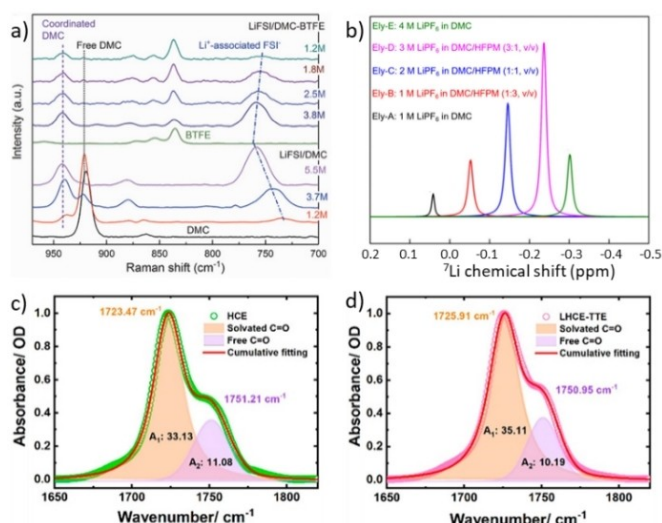 a)
Coordinated
DMC
Free DMC
LiFSI/DMC-BTFE
Li⁺-associated FSI⁻
1.2M
1.8M
2.5M
3.8M
BTFE
LiFSI/DMC
5.5M
3.7M
1.2M
DMC
Intensity (a.u.)
950 900 850 800 750 700
Raman shift (cm⁻¹)
b)
Ely-E: 4 M LiPF₆ in DMC
Ely-D: 3 M LiPF₆ in DMC/HFPM (3:1, v/v)
Ely-C: 2 M LiPF₆ in DMC/HFPM (1:1, v/v)
Ely-B: 1 M LiPF₆ in DMC/HFPM (1:3, v/v)
Ely-A: 1 M LiPF₆ in DMC
0.2 0.1 0.0 -0.1 -0.2 -0.3 -0.4 -0.5
⁷Li chemical shift (ppm)
c)
1723.47 cm⁻¹
HCE
Solvated C=O
Free C=O
Cumulative fitting
1751.21 cm⁻¹
A₁: 33.13
A₂: 11.08
Absorbance/ OD
1.0
0.8
0.6
0.4
0.2
0.0
1650 1700 1750 1800
Wavenumber/ cm⁻¹
d)
1725.91 cm⁻¹
LHCE-TTE
Solvated C=O
Free C=O
Cumulative fitting
1750.95 cm⁻¹
A₁: 35.11
A₂: 10.19
Absorbance/ OD
1.0
0.8
0.6
0.4
0.2
0.0
1650 1700 1750 1800
Wavenumber/ cm⁻¹